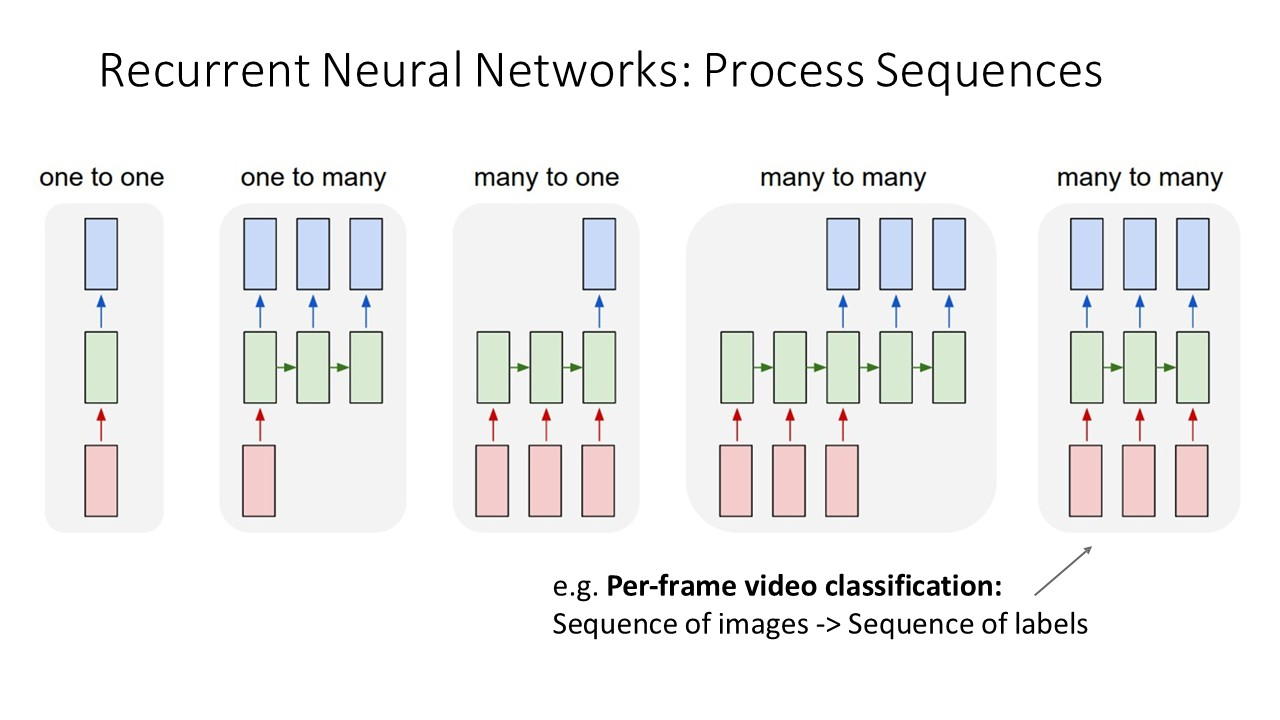 Recurrent Neural Networks: Process Sequences
one to one
one to many
many to one
many to many
many to many
e.g. Per-frame video classification:
Sequence of images -> Sequence of labels